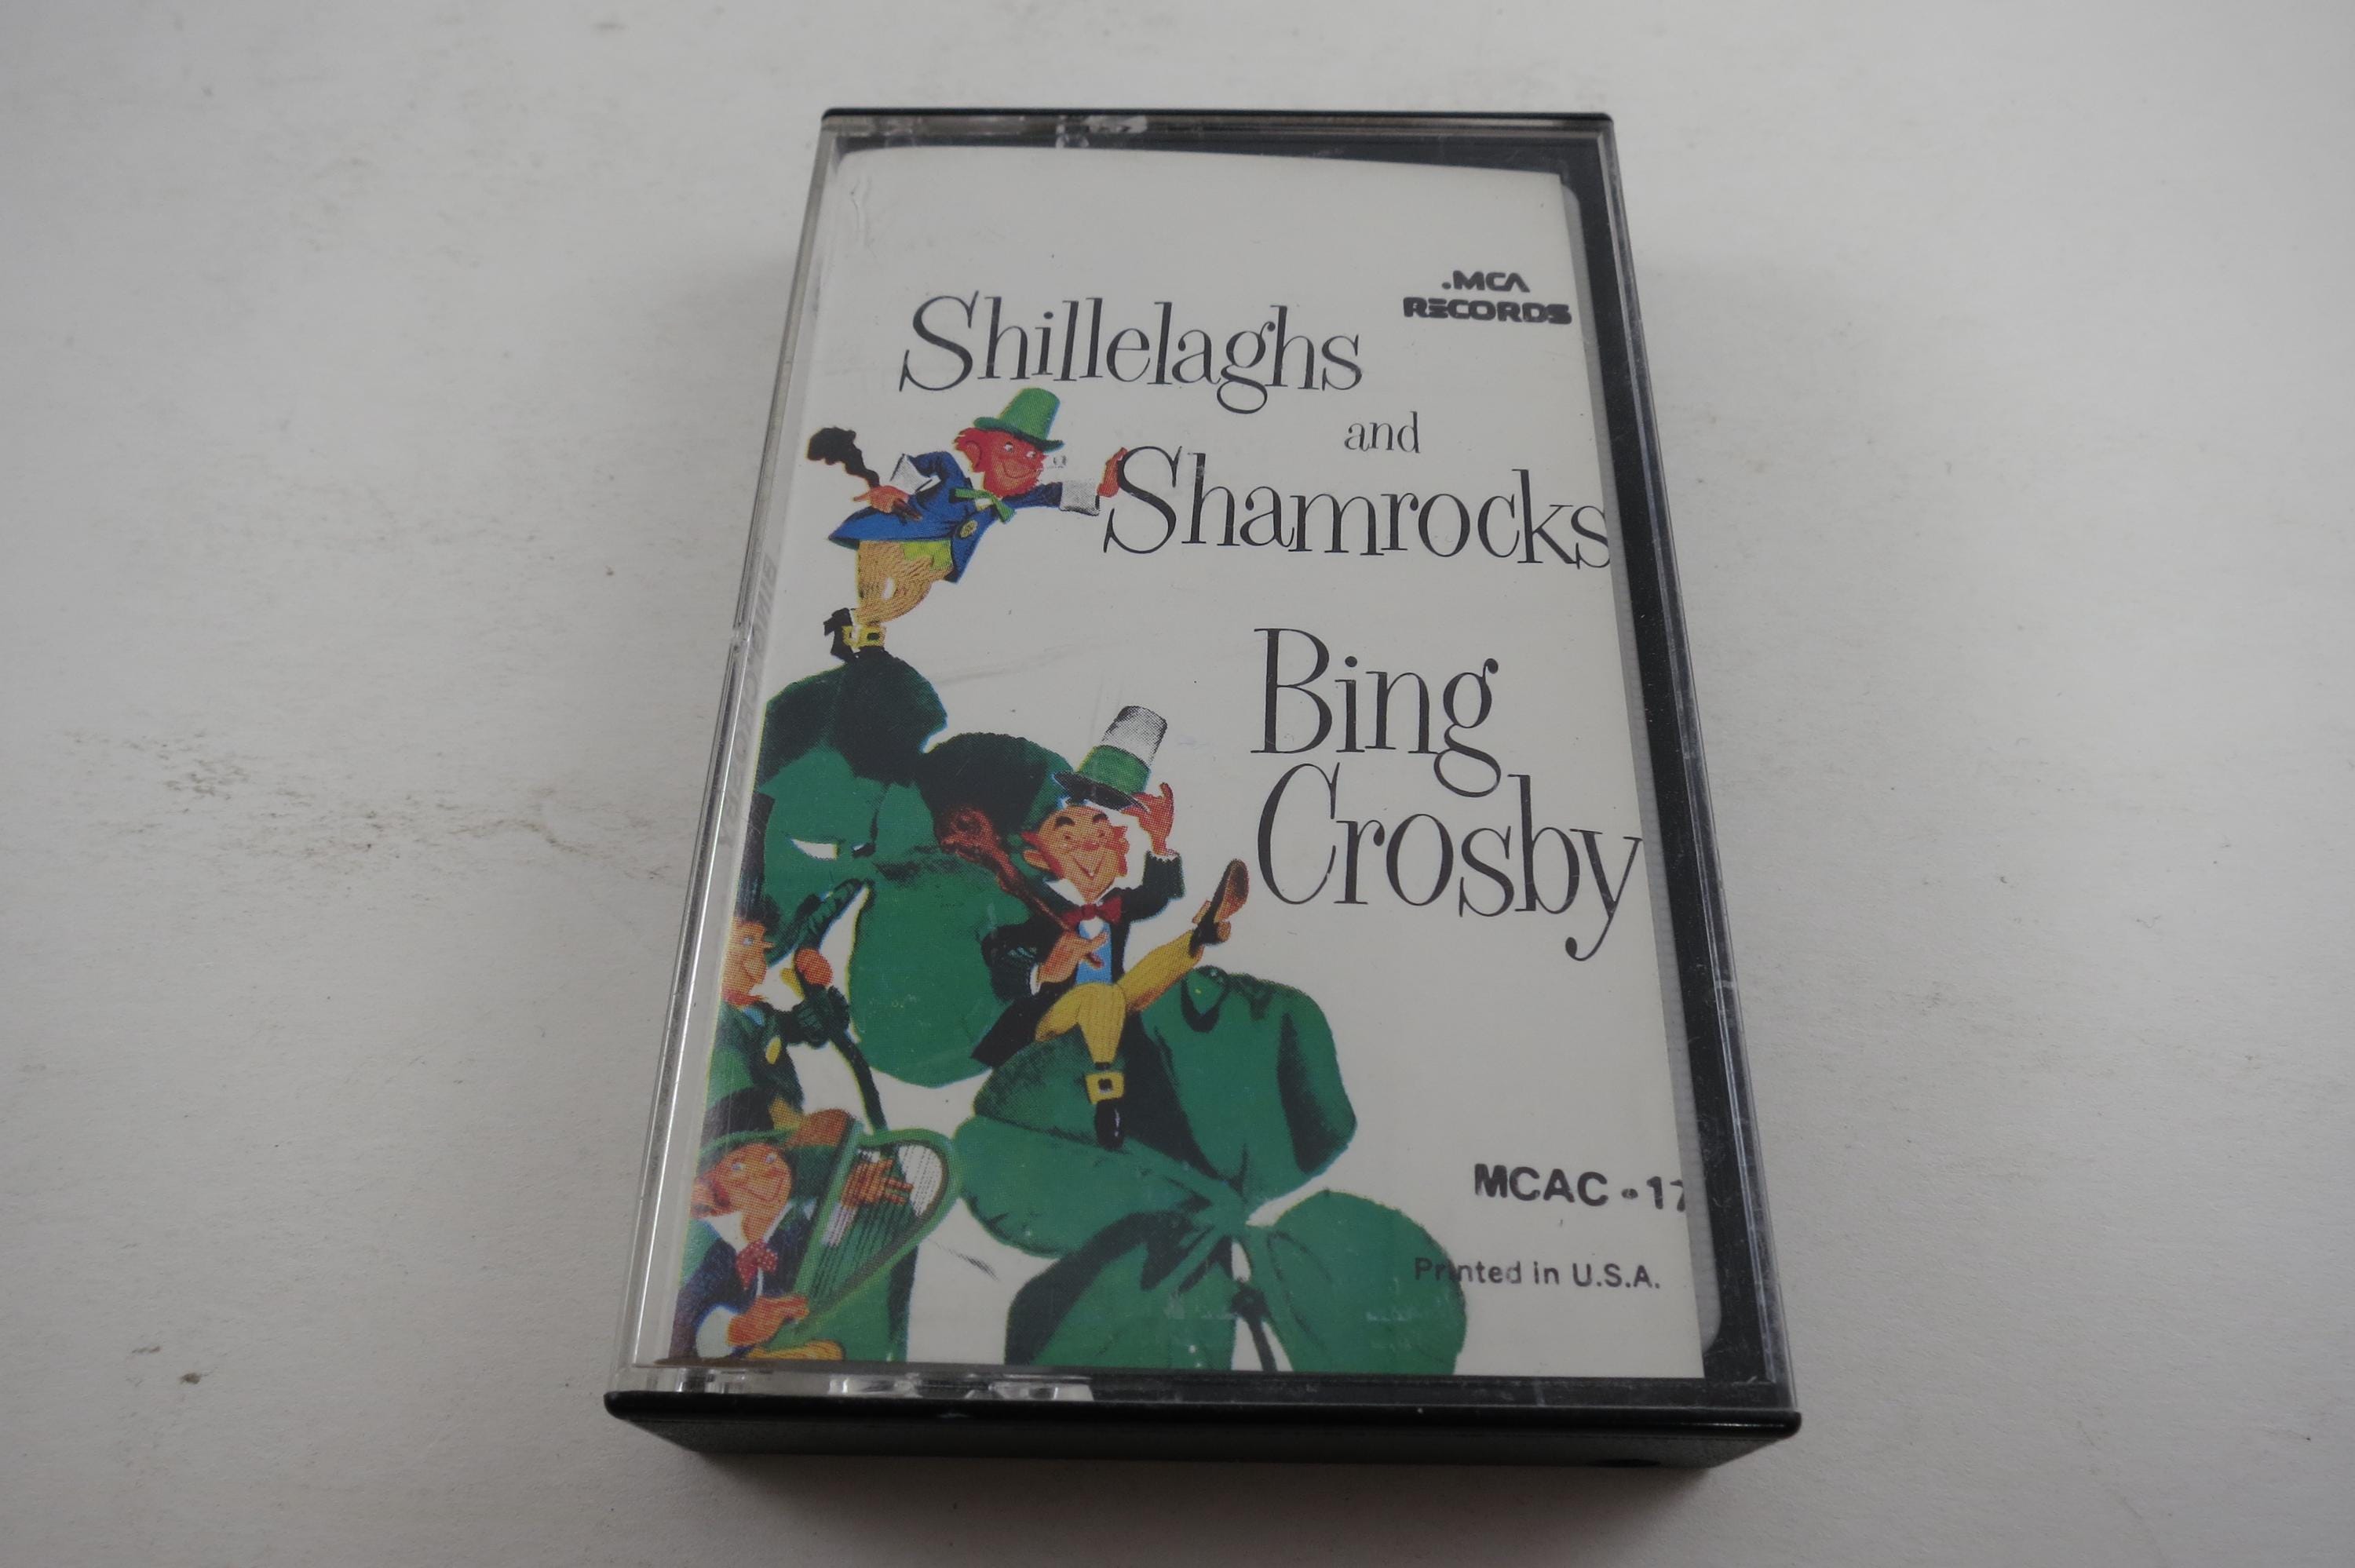 .MCA
RECORDS
Shillelaghs
and
Shamrocks
Bing
Crosby
MCAC - 17
Printed in U.S.A.